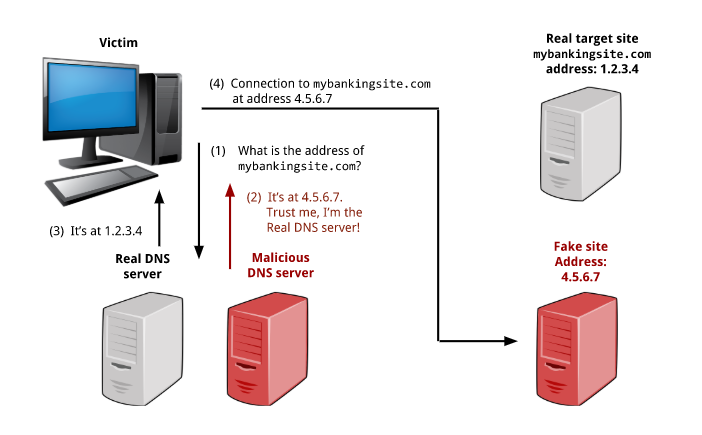 Victim
(4) Connection to mybankingsite.com
at address 4.5.6.7
Real target site
mybankingsite.com
address: 1.2.3.4
(1) What is the address of
mybankingsite.com?
(2) It's at 4.5.6.7.
Trust me, I'm the
Real DNS server!
(3) It's at 1.2.3.4
Real DNS
server
Malicious
DNS server
Fake site
Address:
4.5.6.7